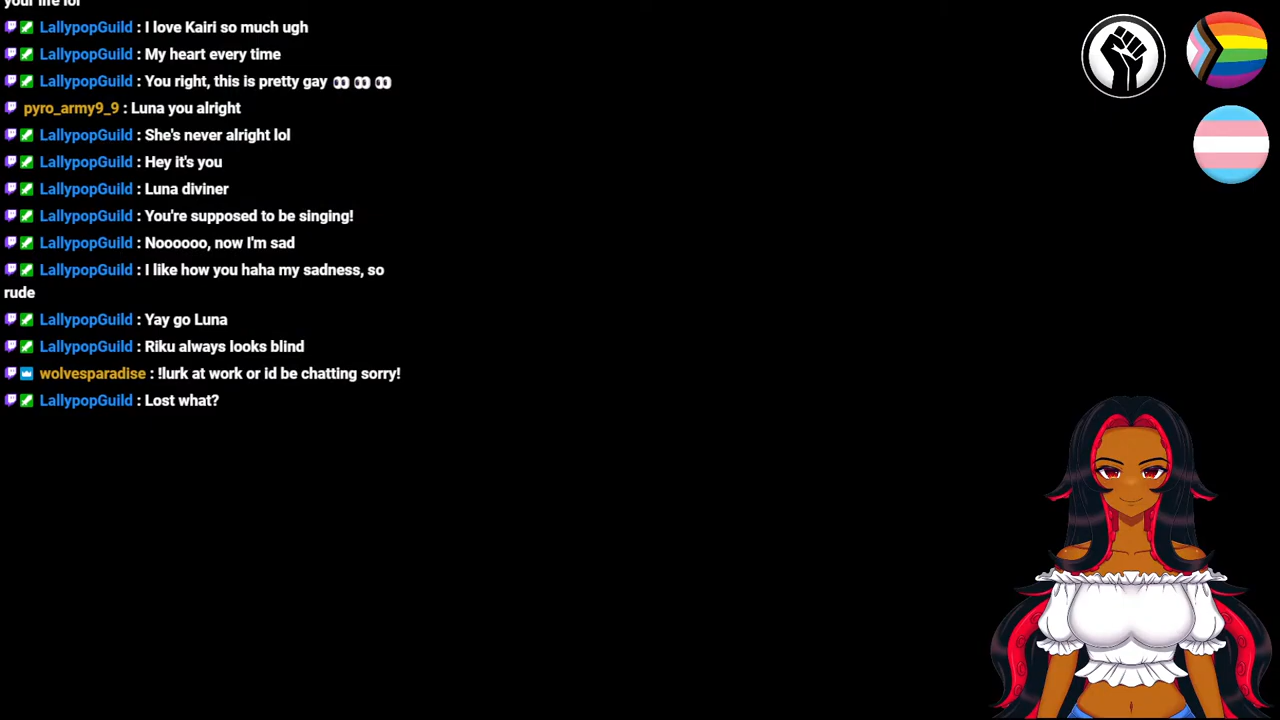 your life lol
LallypopGuild : I love Kairi so much ugh
LallypopGuild : My heart every time
LallypopGuild : You right, this is pretty gay 👀 👀 👀
pyro_army9_9 : Luna you alright
LallypopGuild : She's never alright lol
LallypopGuild : Hey it's you
LallypopGuild : Luna diviner
LallypopGuild : You're supposed to be singing!
LallypopGuild : Noooooo, now I'm sad
LallypopGuild : I like how you haha my sadness, so
rude
LallypopGuild : Yay go Luna
LallypopGuild : Riku always looks blind
wolvesparadise : !lurk at work or id be chatting sorry!
LallypopGuild : Lost what?